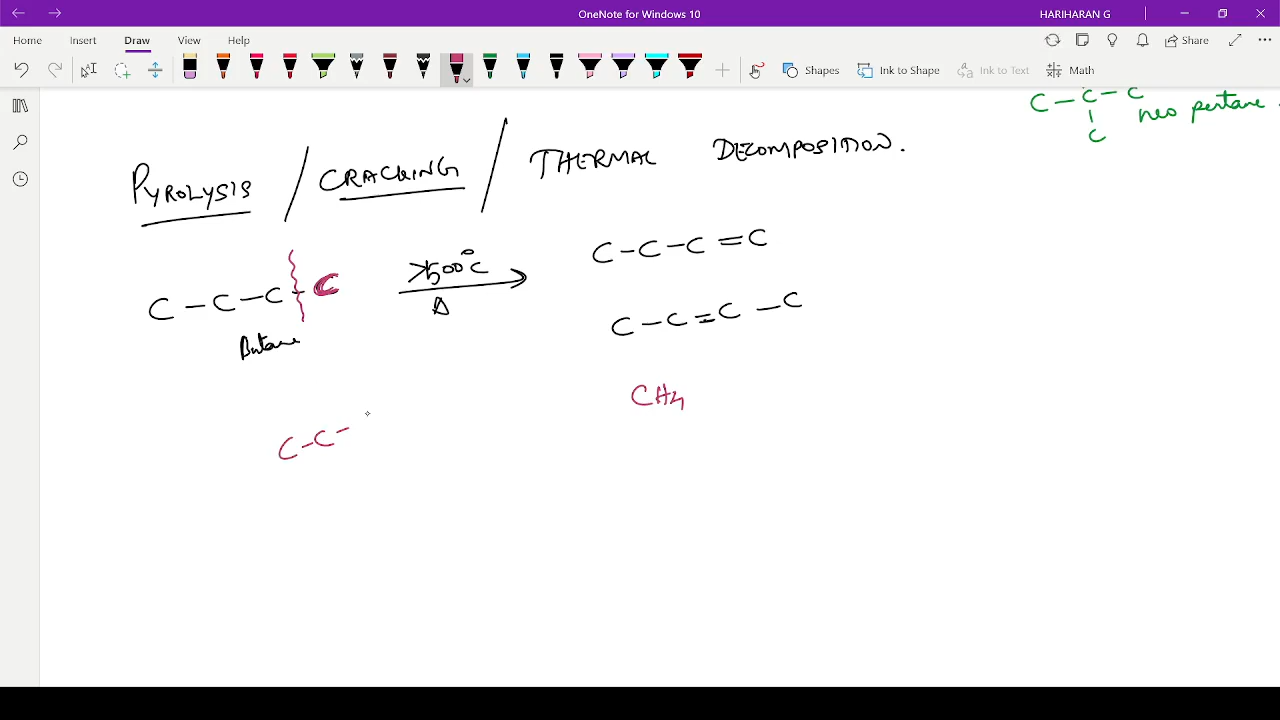 OneNote for Windows 10
HARIHARAN G
Home Insert Draw View Help
Share
Shapes
Ink to Shape
Ink to Text
Math
C – C – C
C
neo pentane
PYROLYSIS / CRACKING / THERMAL DECOMPOSITION.
C – C – C = C
C – C – C – C
>500°C
Δ
C – C = C – C
Butane
CH4
C – C –